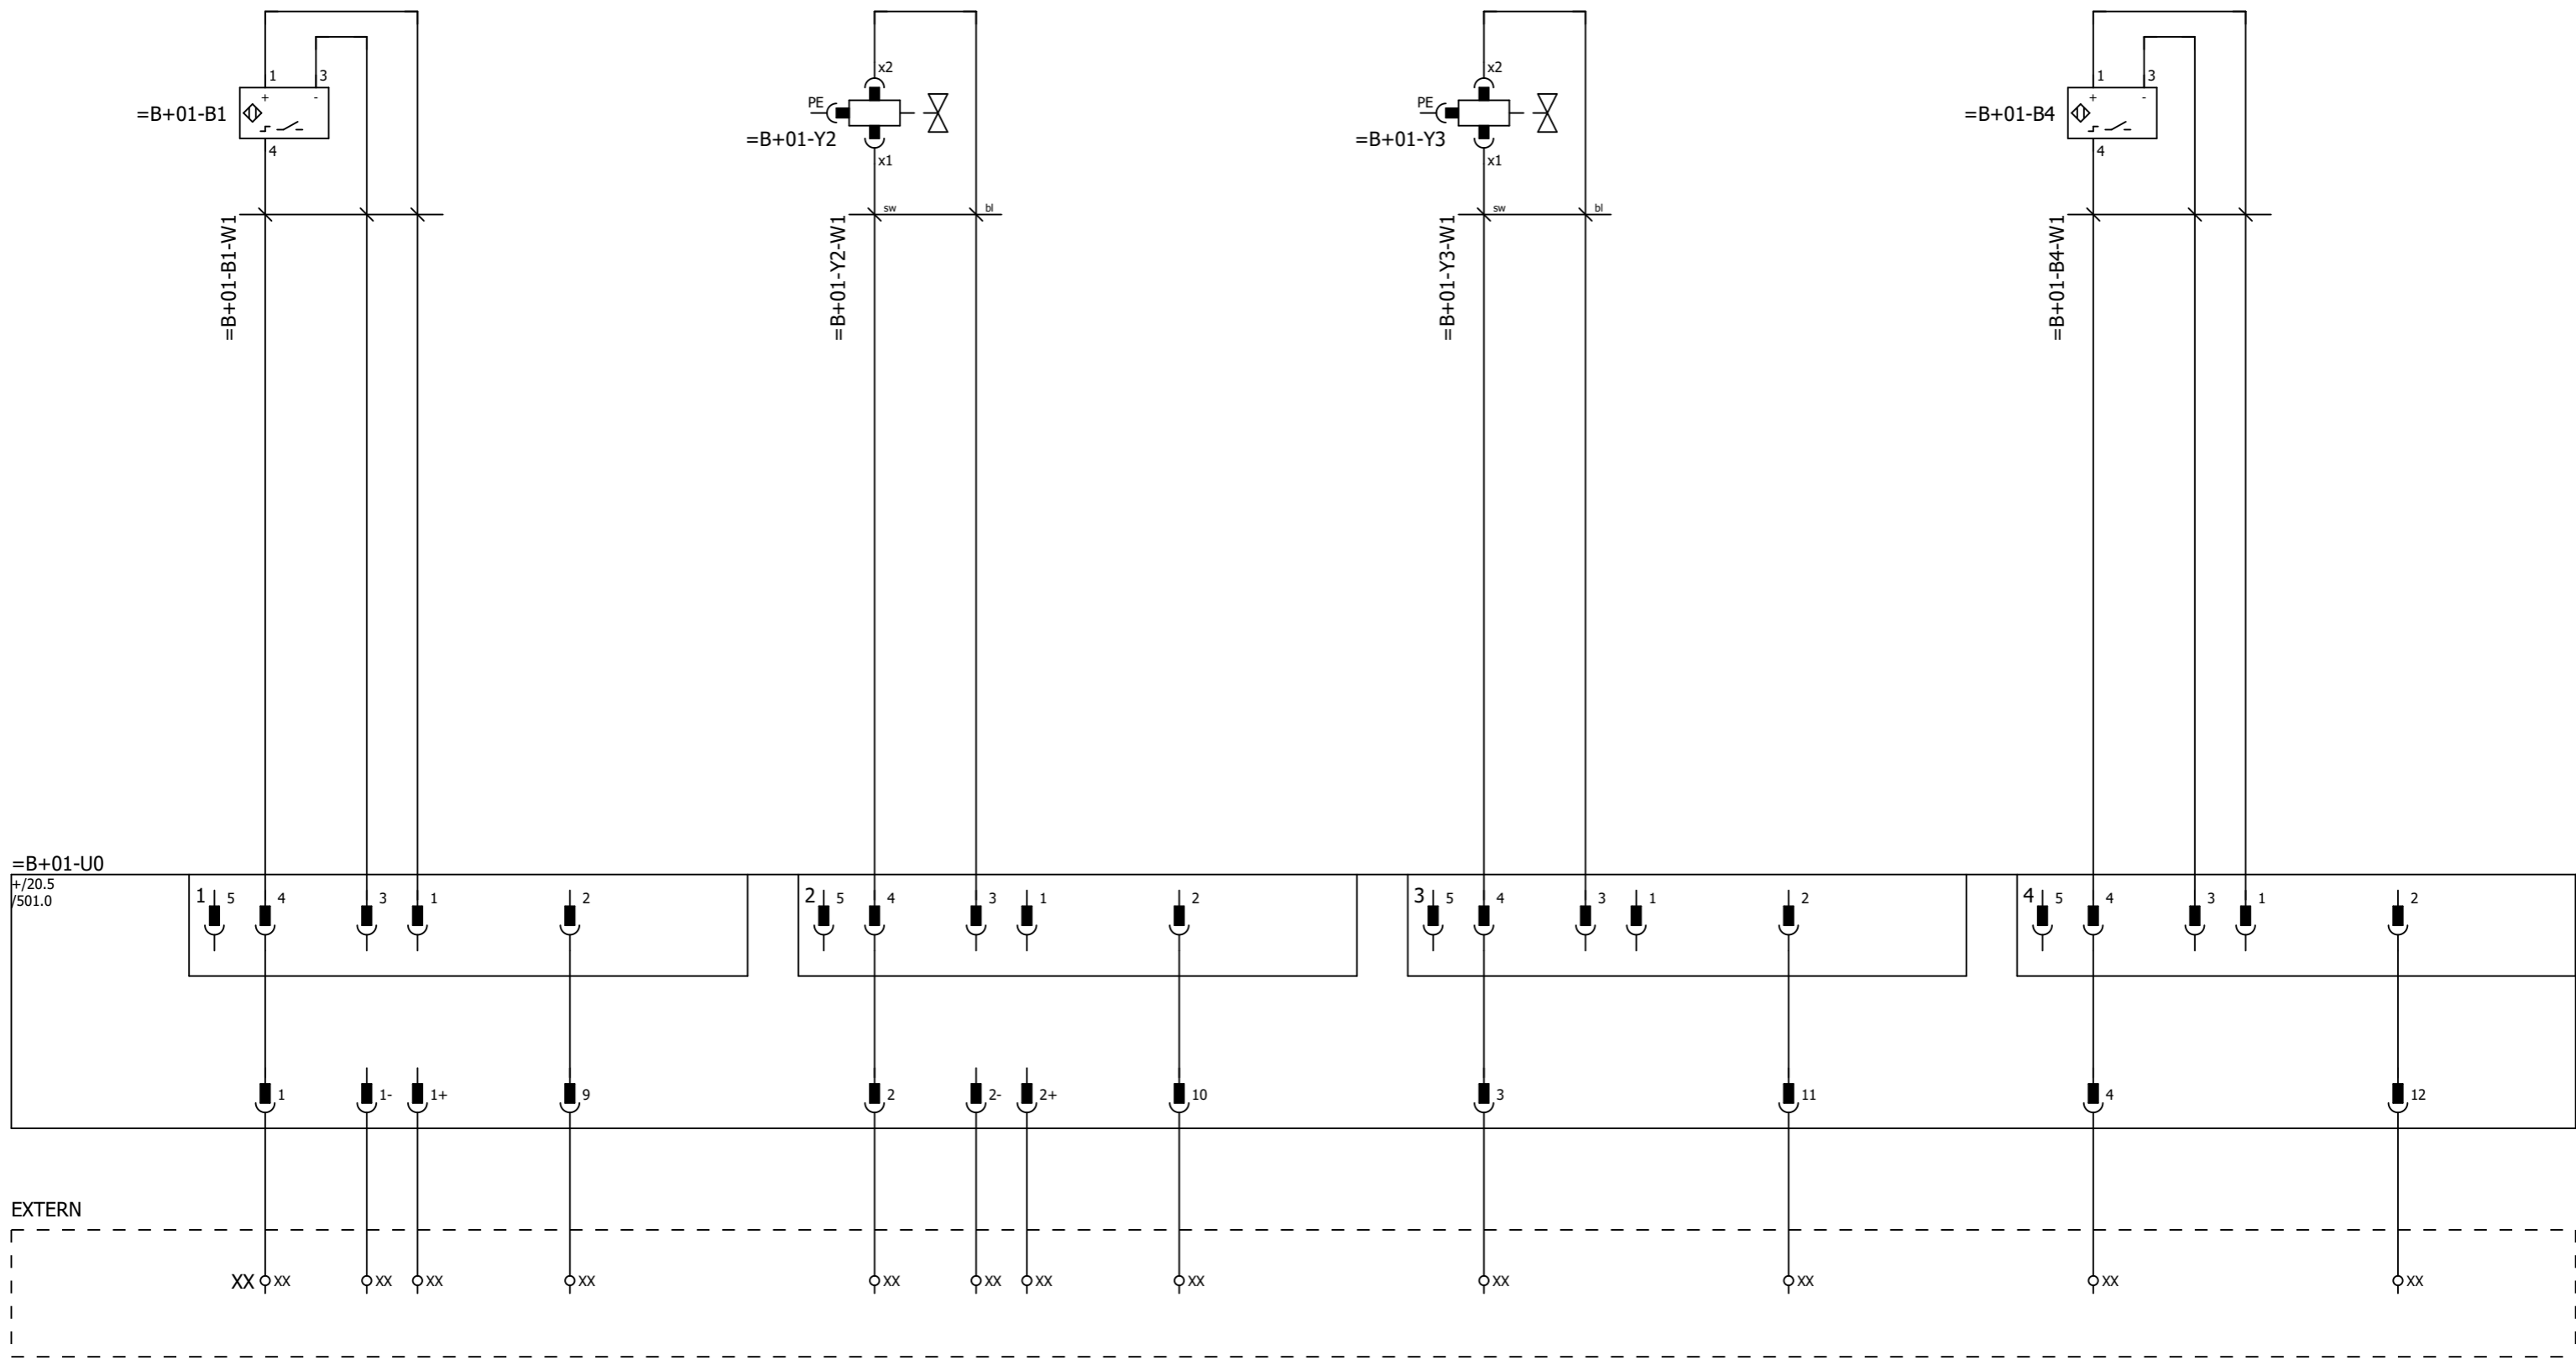 1 3
+ -
=B+01-B1
4
=B+01-B1-W1
x2
PE
=B+01-Y2
x1
sw bl
=B+01-Y2-W1
x2
PE
=B+01-Y3
x1
sw bl
=B+01-Y3-W1
1 3
+ -
=B+01-B4
4
=B+01-B4-W1
=B+01-U0
+/20.5
/501.0
1 5 4 3 1 2
2 5 4 3 1 2
3 5 4 3 1 2
4 5 4 3 1 2
1 1- 1+ 9
2 2- 2+ 10
3 11
4 12
EXTERN
XX XX XX XX XX
XX XX XX XX
XX XX
XX XX